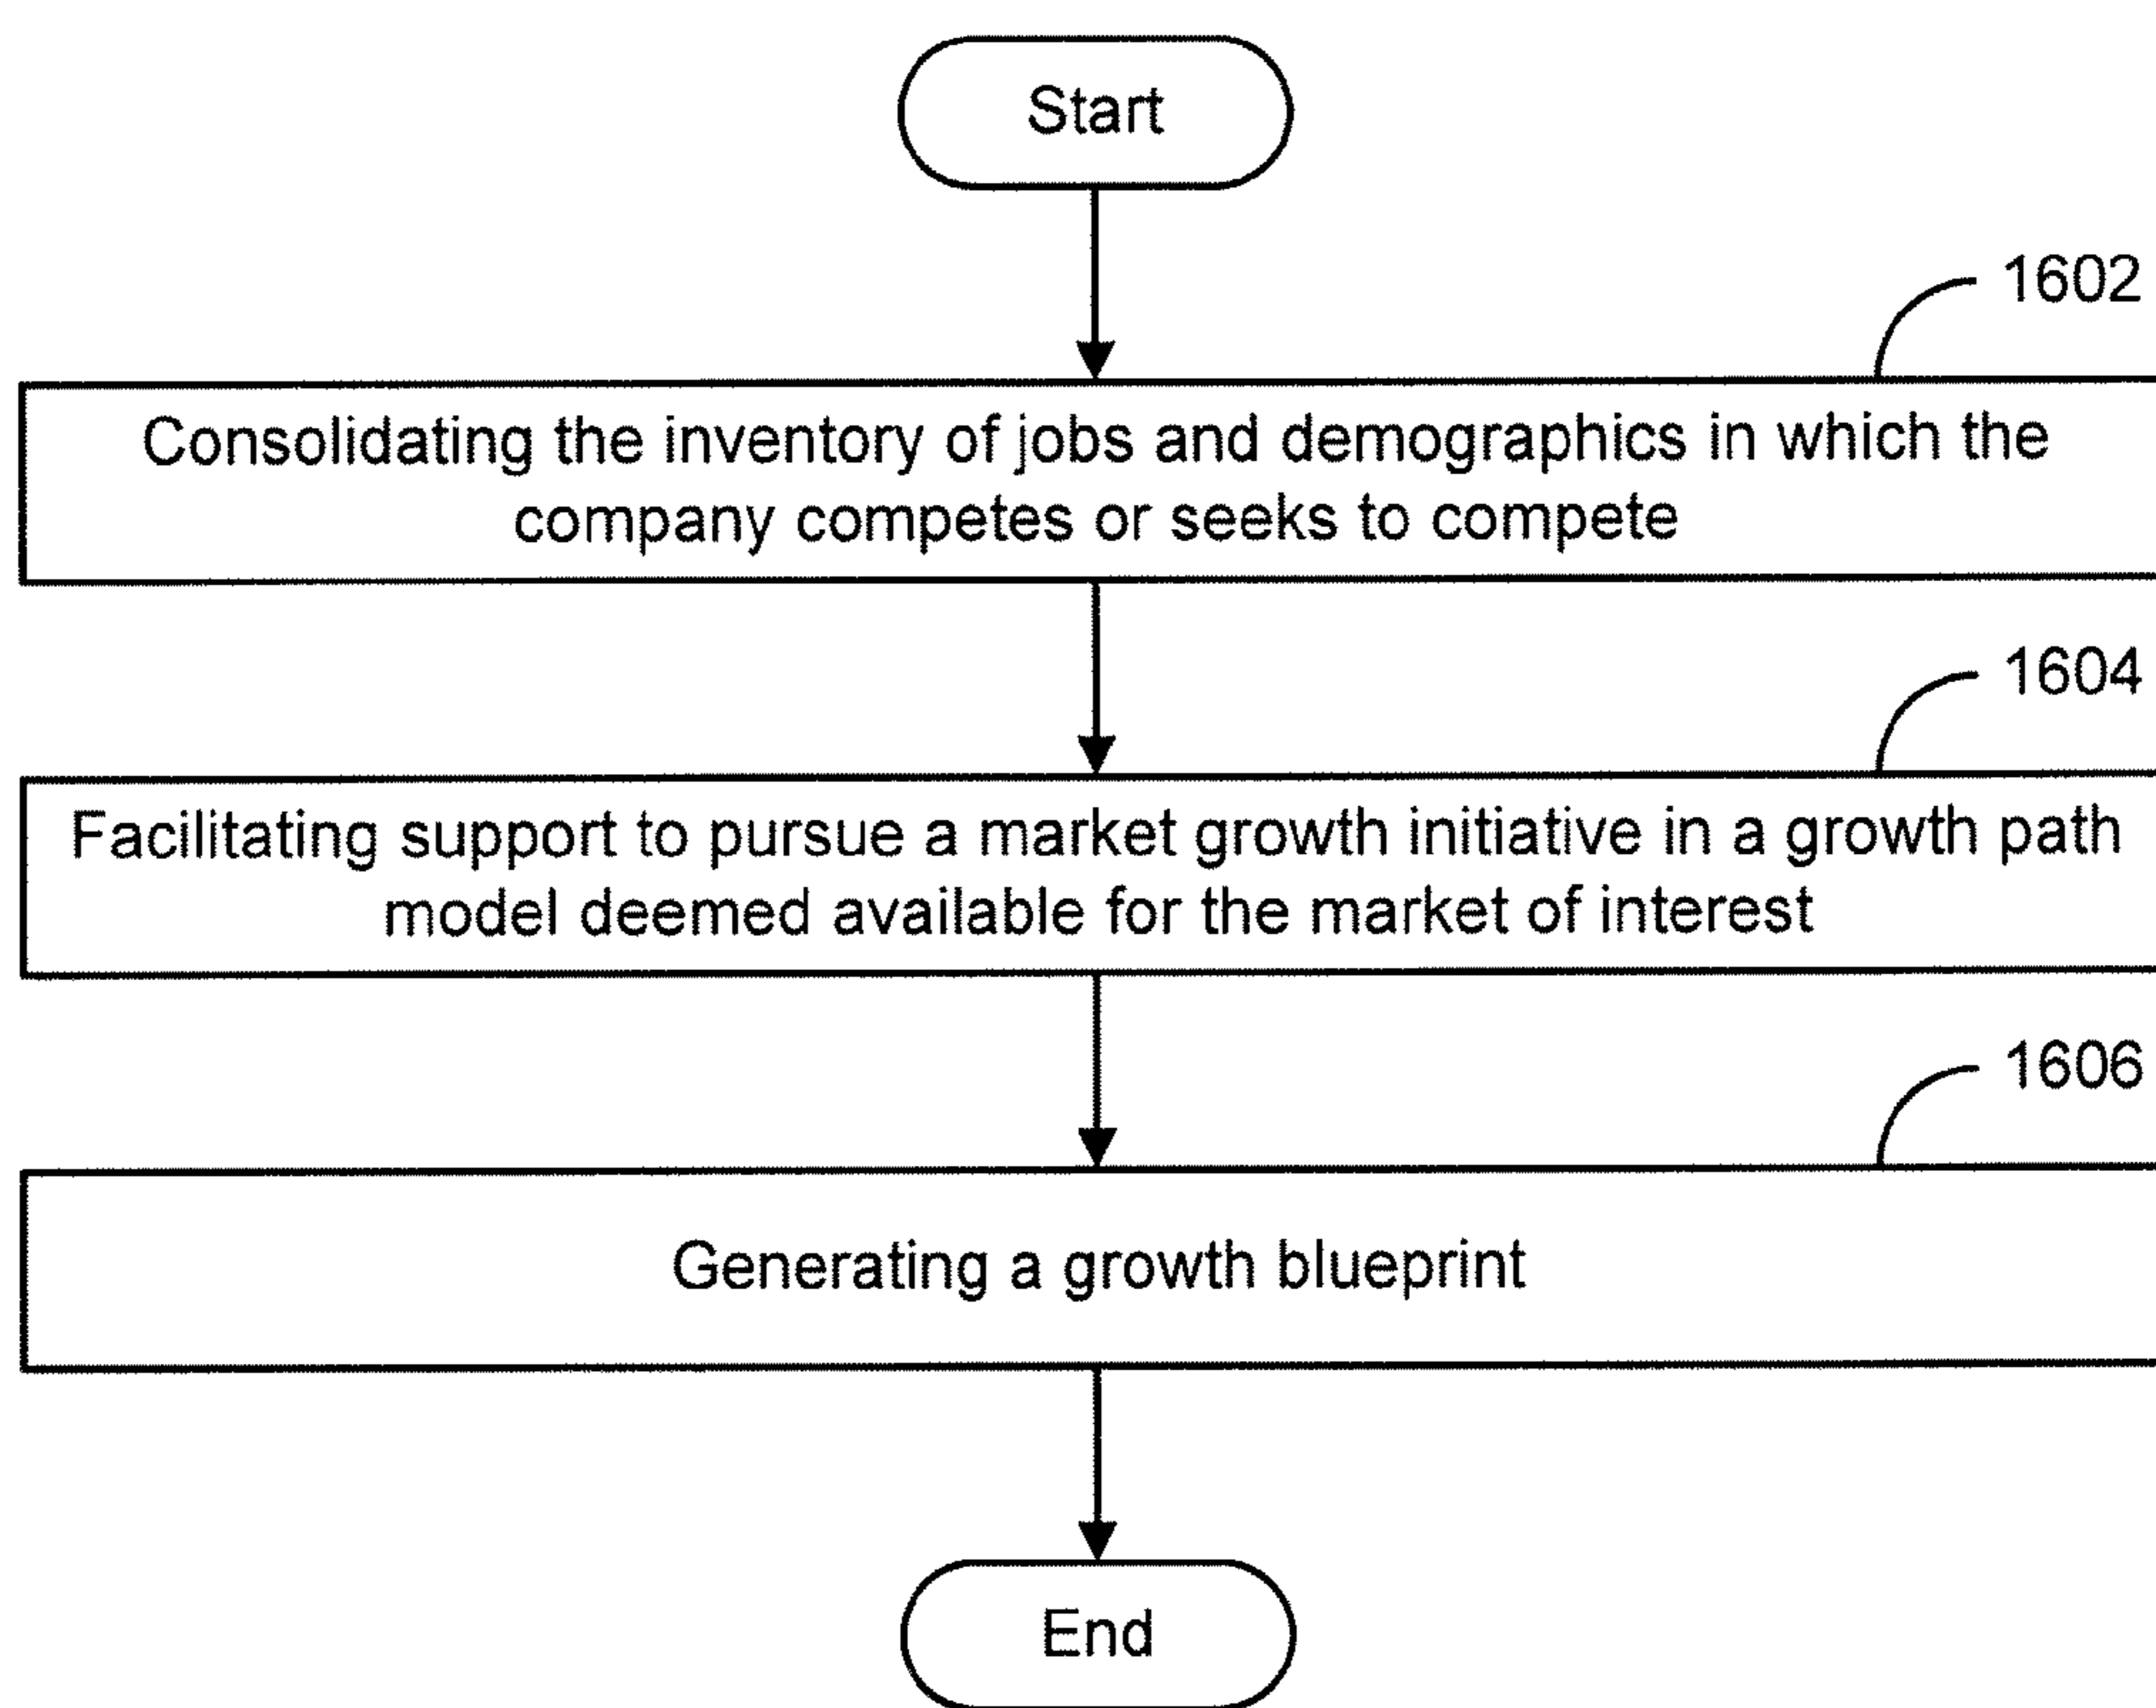 Start
1602
Consolidating the inventory of jobs and demographics in which the
company competes or seeks to compete
1604
Facilitating support to pursue a market growth initiative in a growth path
model deemed available for the market of interest
1606
Generating a growth blueprint
End